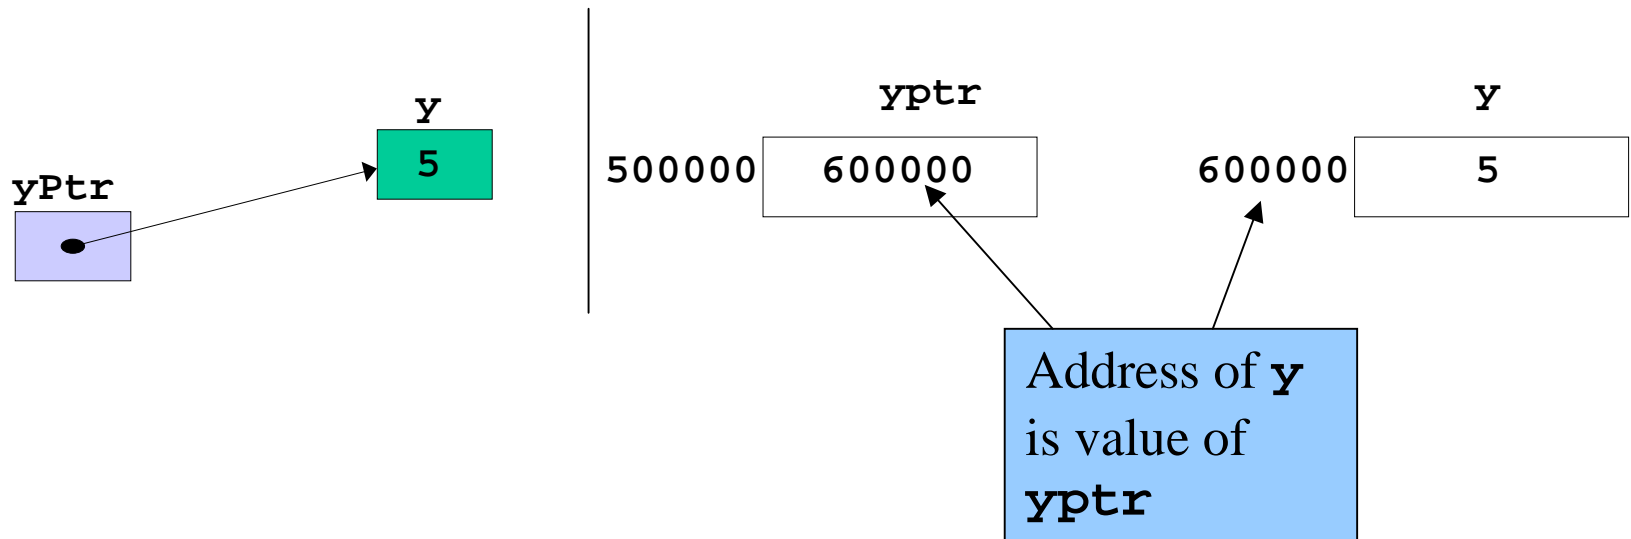 y
5
yPtr
yptr
y
500000 600000
600000 5
Address of y
is value of
yptr